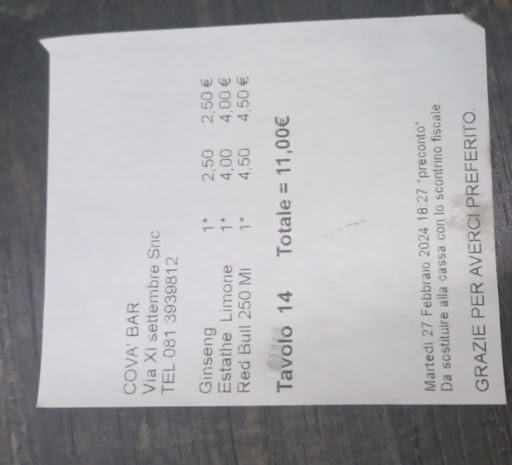 COVA' BAR
Via XI settembre Snc
TEL 081 3939812
Ginseng 1* 2,50 2,50 €
Estathe Limone 1* 4,00 4,00 €
Red Bull 250 Ml 1* 4,50 4,50 €
Tavolo 14 Totale = 11,00€
Martedì 27 Febbraio 2024 18:27 "preconto"
Da sostituire alla cassa con lo scontrino fiscale.
GRAZIE PER AVERCI PREFERITO.